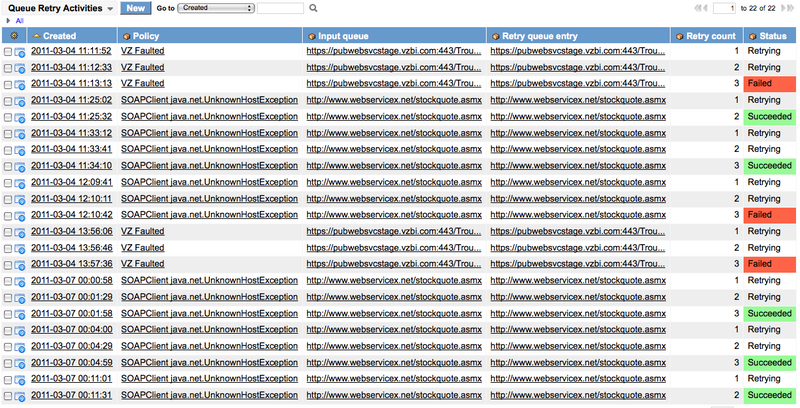 Queue Retry Activities New Go to Created 1 to 22 of 22
All
Created Policy Input queue Retry queue entry Retry count Status
2011-03-04 11:11:52 VZ Faulted https://pubwebsvcstage.vzbi.com:443/Trou... https://pubwebsvcstage.vzbi.com:443/Trou... 1 Retrying
2011-03-04 11:12:33 VZ Faulted https://pubwebsvcstage.vzbi.com:443/Trou... https://pubwebsvcstage.vzbi.com:443/Trou... 2 Retrying
2011-03-04 11:13:13 VZ Faulted https://pubwebsvcstage.vzbi.com:443/Trou... https://pubwebsvcstage.vzbi.com:443/Trou... 3 Failed
2011-03-04 11:25:02 SOAPClient java.net.UnknownHostException http://www.webservicex.net/stockquote.asmx http://www.webservicex.net/stockquote.asmx 1 Retrying
2011-03-04 11:25:32 SOAPClient java.net.UnknownHostException http://www.webservicex.net/stockquote.asmx http://www.webservicex.net/stockquote.asmx 2 Succeeded
2011-03-04 11:33:12 SOAPClient java.net.UnknownHostException http://www.webservicex.net/stockquote.asmx http://www.webservicex.net/stockquote.asmx 1 Retrying
2011-03-04 11:33:41 SOAPClient java.net.UnknownHostException http://www.webservicex.net/stockquote.asmx http://www.webservicex.net/stockquote.asmx 2 Retrying
2011-03-04 11:34:10 SOAPClient java.net.UnknownHostException http://www.webservicex.net/stockquote.asmx http://www.webservicex.net/stockquote.asmx 3 Succeeded
2011-03-04 12:09:41 SOAPClient java.net.UnknownHostException http://www.webservicex.net/stockquote.asmx http://www.webservicex.net/stockquote.asmx 1 Retrying
2011-03-04 12:10:11 SOAPClient java.net.UnknownHostException http://www.webservicex.net/stockquote.asmx http://www.webservicex.net/stockquote.asmx 2 Retrying
2011-03-04 12:10:42 SOAPClient java.net.UnknownHostException http://www.webservicex.net/stockquote.asmx http://www.webservicex.net/stockquote.asmx 3 Failed
2011-03-04 13:56:06 VZ Faulted https://pubwebsvcstage.vzbi.com:443/Trou... https://pubwebsvcstage.vzbi.com:443/Trou... 1 Retrying
2011-03-04 13:56:46 VZ Faulted https://pubwebsvcstage.vzbi.com:443/Trou... https://pubwebsvcstage.vzbi.com:443/Trou... 2 Retrying
2011-03-04 13:57:36 VZ Faulted https://pubwebsvcstage.vzbi.com:443/Trou... https://pubwebsvcstage.vzbi.com:443/Trou... 3 Failed
2011-03-07 00:00:58 SOAPClient java.net.UnknownHostException http://www.webservicex.net/stockquote.asmx http://www.webservicex.net/stockquote.asmx 1 Retrying
2011-03-07 00:01:29 SOAPClient java.net.UnknownHostException http://www.webservicex.net/stockquote.asmx http://www.webservicex.net/stockquote.asmx 2 Retrying
2011-03-07 00:01:58 SOAPClient java.net.UnknownHostException http://www.webservicex.net/stockquote.asmx http://www.webservicex.net/stockquote.asmx 3 Succeeded
2011-03-07 00:04:00 SOAPClient java.net.UnknownHostException http://www.webservicex.net/stockquote.asmx http://www.webservicex.net/stockquote.asmx 1 Retrying
2011-03-07 00:04:29 SOAPClient java.net.UnknownHostException http://www.webservicex.net/stockquote.asmx http://www.webservicex.net/stockquote.asmx 2 Retrying
2011-03-07 00:04:59 SOAPClient java.net.UnknownHostException http://www.webservicex.net/stockquote.asmx http://www.webservicex.net/stockquote.asmx 3 Succeeded
2011-03-07 00:11:01 SOAPClient java.net.UnknownHostException http://www.webservicex.net/stockquote.asmx http://www.webservicex.net/stockquote.asmx 1 Retrying
2011-03-07 00:11:31 SOAPClient java.net.UnknownHostException http://www.webservicex.net/stockquote.asmx http://www.webservicex.net/stockquote.asmx 2 Succeeded